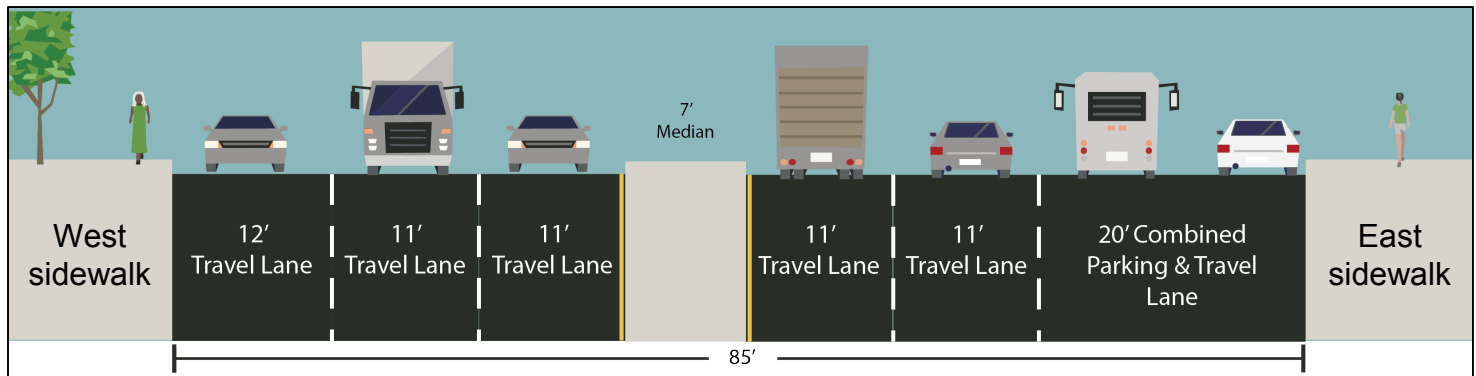 West
sidewalk
12’
Travel Lane
11’
Travel Lane
11’
Travel Lane
7’
Median
11’
Travel Lane
11’
Travel Lane
20’ Combined
Parking & Travel
Lane
East
sidewalk
85’